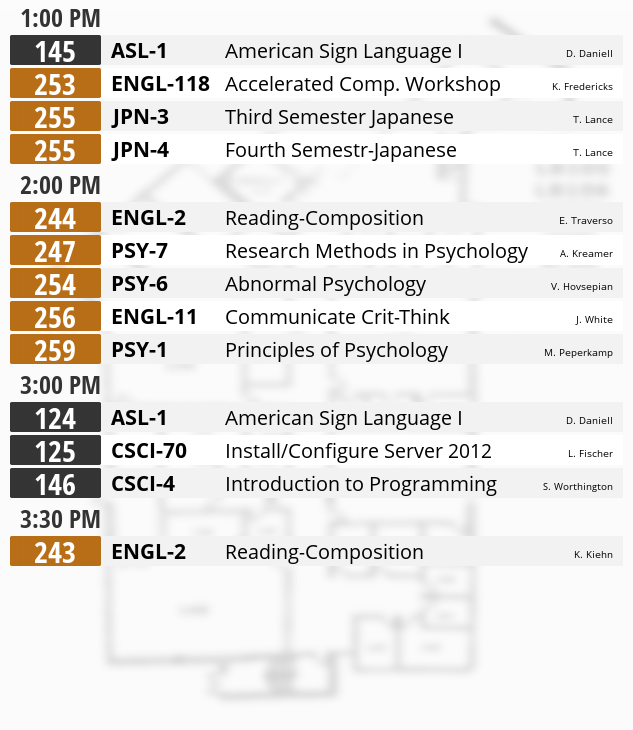 1:00 PM
145 ASL-1 American Sign Language I D. Daniell
253 ENGL-118 Accelerated Comp. Workshop K. Fredericks
255 JPN-3 Third Semester Japanese T. Lance
255 JPN-4 Fourth Semestr-Japanese T. Lance
2:00 PM
244 ENGL-2 Reading-Composition E. Traverso
247 PSY-7 Research Methods in Psychology A. Kreamer
254 PSY-6 Abnormal Psychology V. Hovsepian
256 ENGL-11 Communicate Crit-Think J. White
259 PSY-1 Principles of Psychology M. Peperkamp
3:00 PM
124 ASL-1 American Sign Language I D. Daniell
125 CSCI-70 Install/Configure Server 2012 L. Fischer
146 CSCI-4 Introduction to Programming S. Worthington
3:30 PM
243 ENGL-2 Reading-Composition K. Kiehn